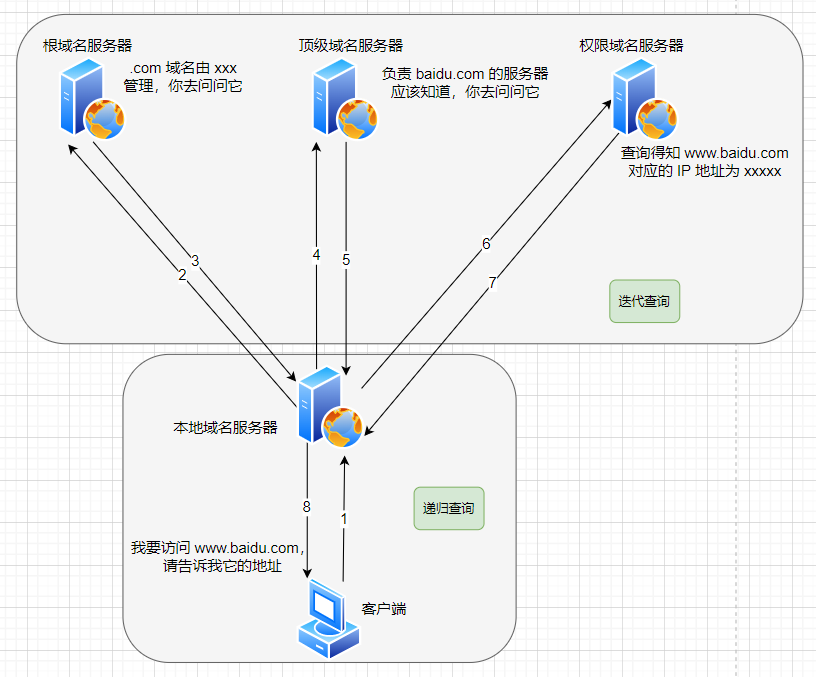 根域名服务器
.com 域名由 xxx
管理，你去问问它
顶级域名服务器
负责 baidu.com 的服务器
应该知道，你去问问它
权限域名服务器
查询得知 www.baidu.com
对应的 IP 地址为 xxxxx
3
2
4
5
6
7
迭代查询
本地域名服务器
8
1
递归查询
我要访问 www.baidu.com，
请告诉我它的地址
客户端